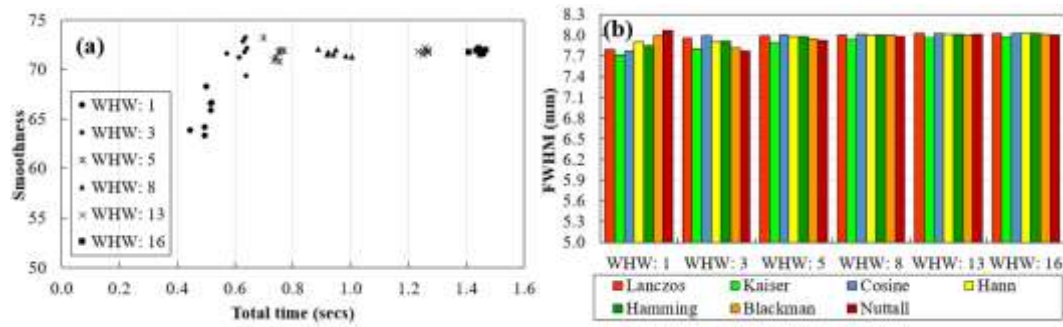 (a)
75
70
65
60
55
50
Smoothness
WHW: 1
WHW: 3
WHW: 5
WHW: 8
WHW: 13
WHW: 16
0.0 0.2 0.4 0.6 0.8 1.0 1.2 1.4 1.6
Total time (secs)
(b)
8.3
8.0
7.7
7.4
7.1
6.8
6.5
6.2
5.9
5.6
5.3
5.0
FWHM (mm)
WHW: 1 WHW: 3 WHW: 5 WHW: 8 WHW: 13 WHW: 16
Lanczos Kaiser Cosine Hann
Hamming Blackman Nuttall